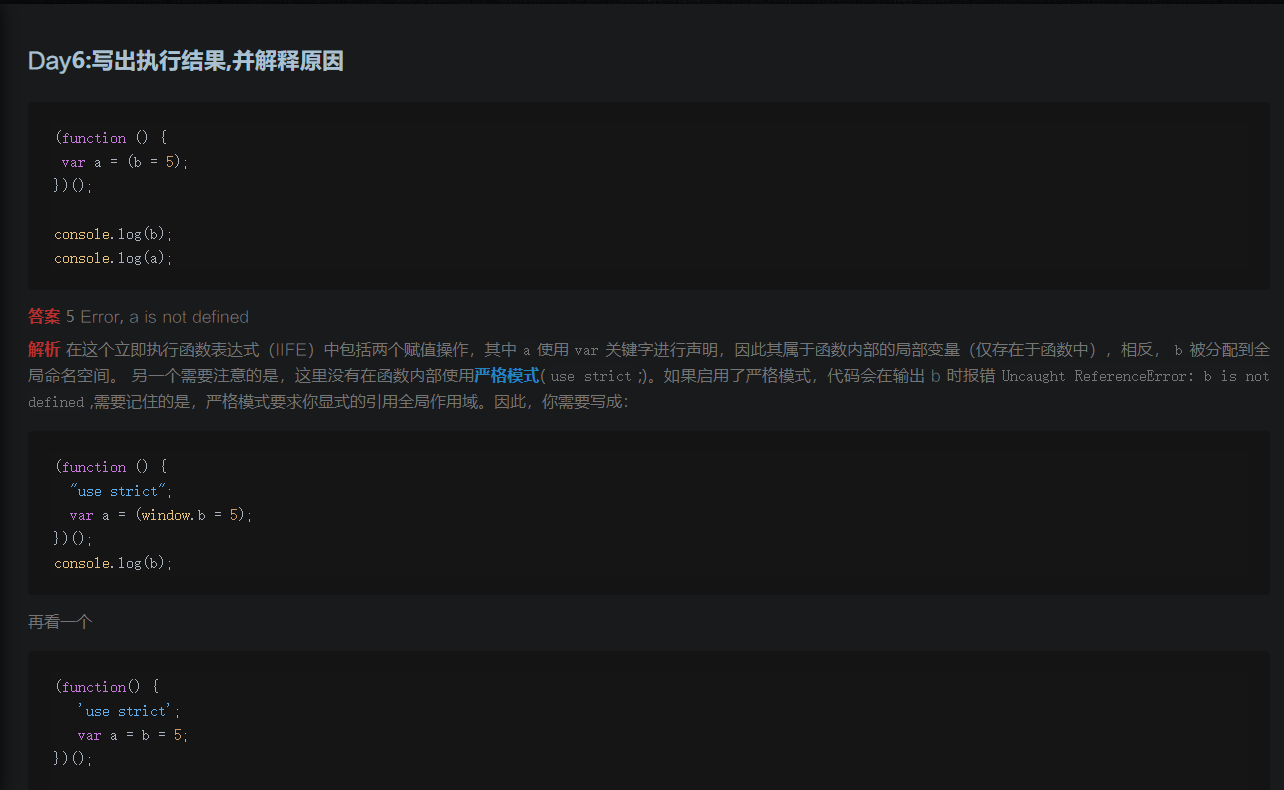 Day6:写出执行结果,并解释原因
(function () {
 var a = (b = 5);
})();
console.log(b);
console.log(a);
答案 5 Error, a is not defined
解析 在这个立即执行函数表达式（IIFE）中包括两个赋值操作，其中 a 使用 var 关键字进行声明，因此其属于函数内部的局部变量（仅存在于函数中），相反， b 被分配到全
局命名空间。 另一个需要注意的是，这里没有在函数内部使用严格模式( use strict ;)。如果启用了严格模式，代码会在输出 b 时报错 Uncaught ReferenceError: b is not
defined ,需要记住的是，严格模式要求你显式的引用全局作用域。因此，你需要写成：
(function () {
  "use strict";
  var a = (window.b = 5);
})();
console.log(b);
再看一个
(function() {
   'use strict';
   var a = b = 5;
})();